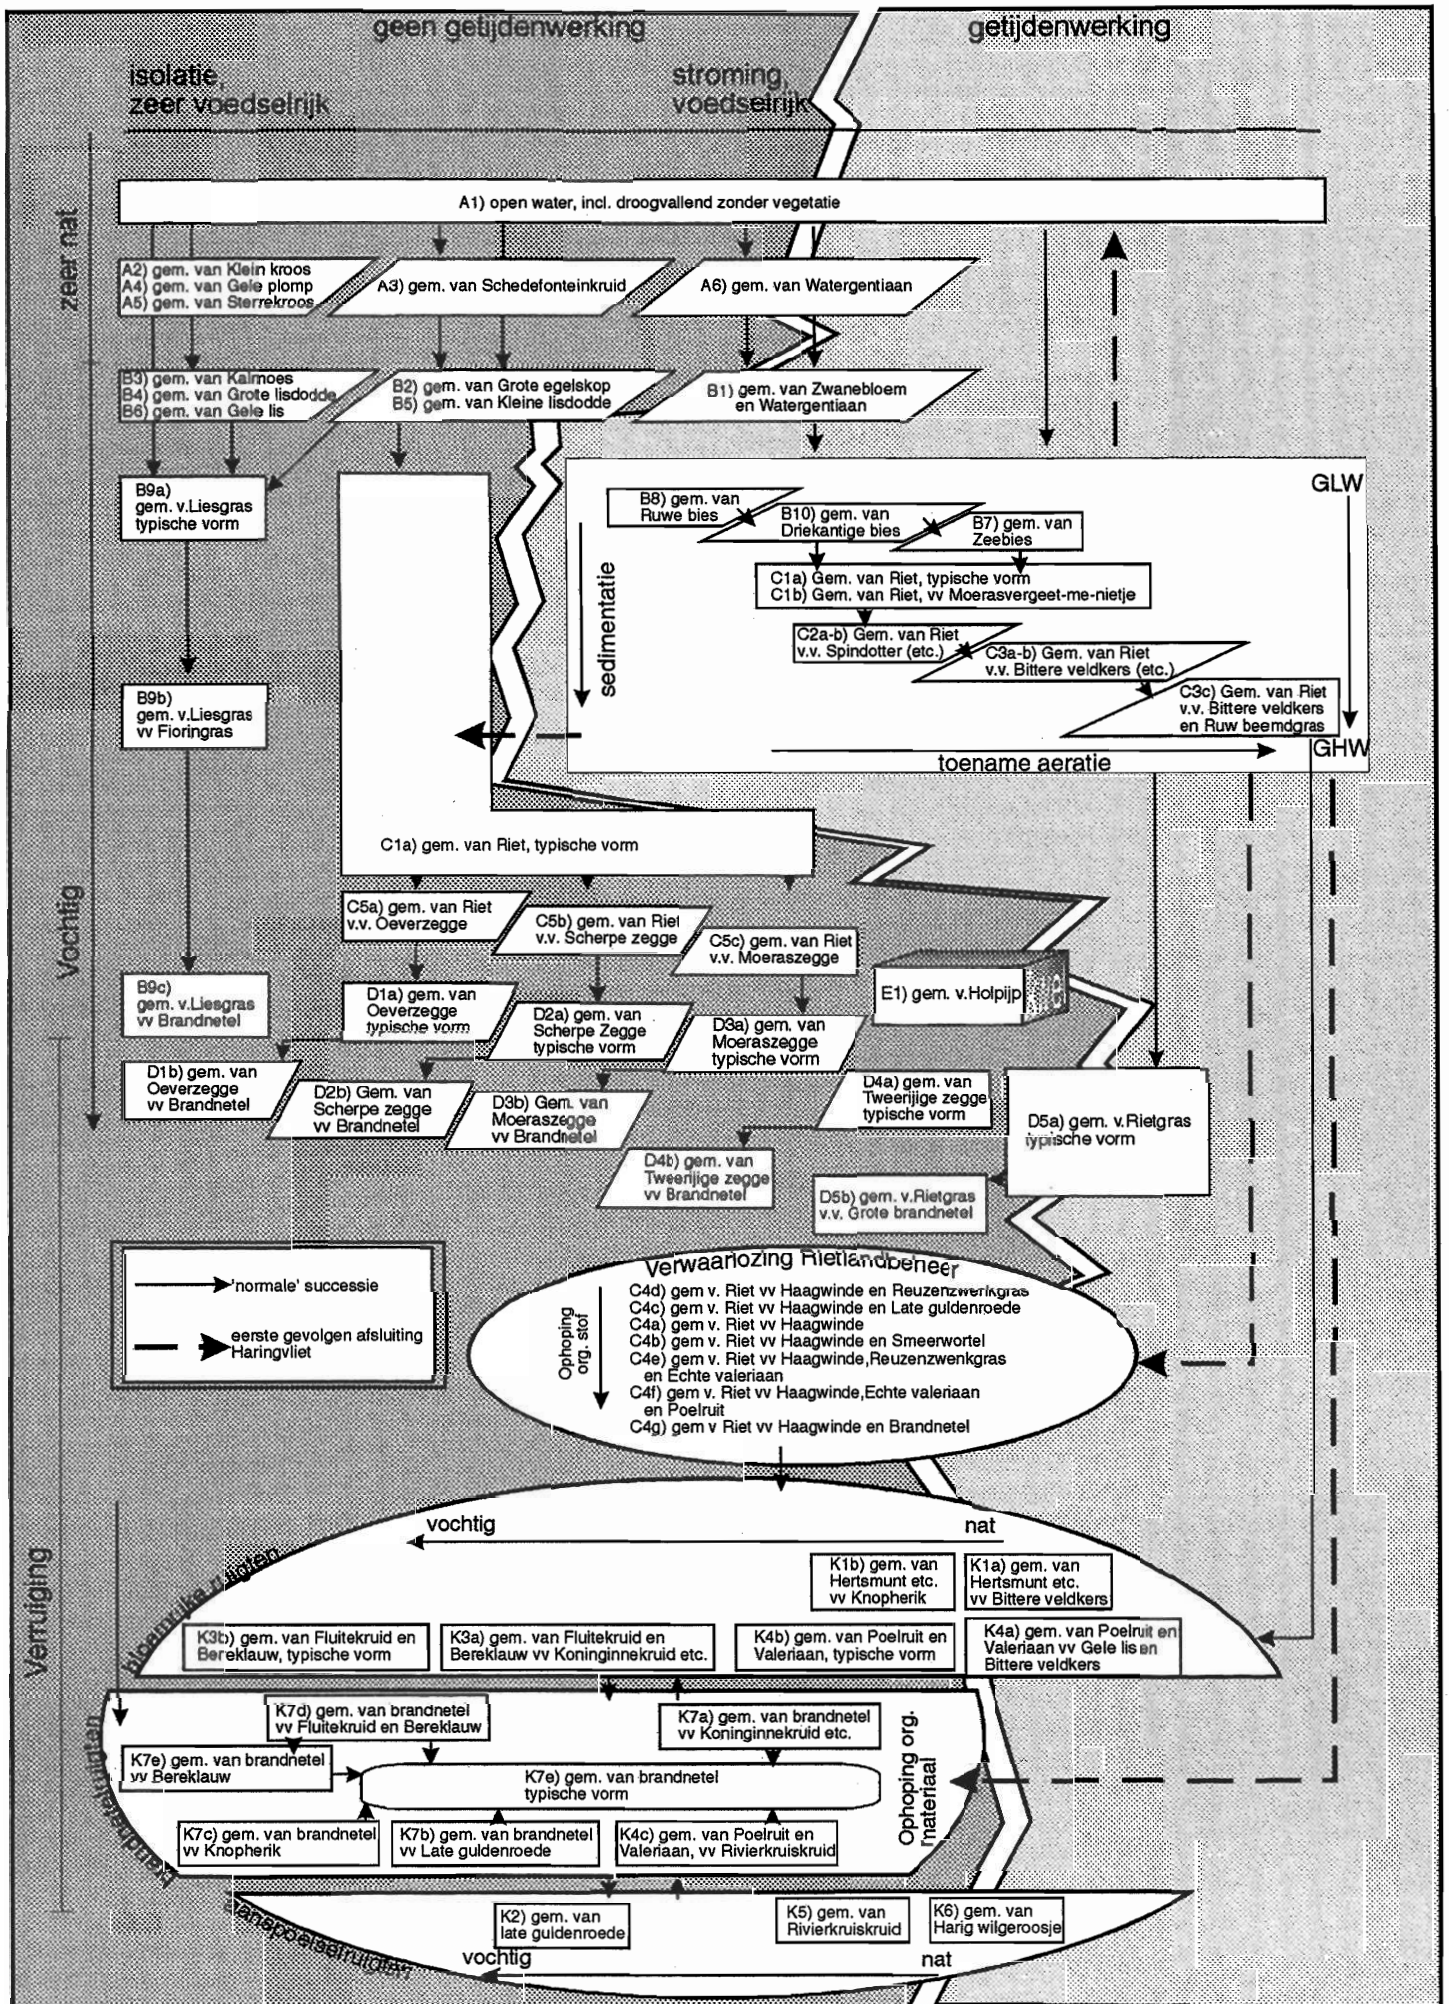 geen getijdenwerking
getijdenwerking
isolatie,
zeer voedselrijk
stroming,
voedselrijk
zeer nat
A1) open water, incl. droogvallend zonder vegetatie
A2) gem. van Klein kroos
A4) gem. van Gele plomp
A5) gem. van Sterrekroos
A3) gem. van Schedefonteinkruid
A6) gem. van Watergentiaan
B3) gem. van Kalmoes
B4) gem. van Grote lisdodde
B6) gem. van Gele lis
B2) gem. van Grote egelskop
B5) gem. van Kleine lisdodde
B1) gem. van Zwanebloem
en Watergentiaan
B9a)
gem. v.Liesgras
typische vorm
GLW
B8) gem. van
Ruwe bies
B10) gem. van
Driekantige bies
B7) gem. van
Zeebies
sedimentatie
C1a) Gem. van Riet, typische vorm
C1b) Gem. van Riet, vv Moerasvergeet-me-nietje
C2a-b) Gem. van Riet
v.v. Spindotter (etc.)
C3a-b) Gem. van Riet
v.v. Bittere veldkers (etc.)
C3c) Gem. van Riet
v.v. Bittere veldkers
en Ruw beemdgras
GHW
toename aeratie
B9b)
gem. v.Liesgras
vv Fioringras
Vochtig
C1a) gem. van Riet, typische vorm
C5a) gem. van Riet
v.v. Oeverzegge
C5b) gem. van Riet
v.v. Scherpe zegge
C5c) gem. van Riet
v.v. Moeraszegge
B9c)
gem. v.Liesgras
vv Brandnetel
D1a) gem. van
Oeverzegge
typische vorm
D2a) gem. van
Scherpe Zegge
typische vorm
D3a) gem. van
Moeraszegge
typische vorm
E1) gem. v.Holpijp
D1b) gem. van
Oeverzegge
vv Brandnetel
D2b) Gem. van
Scherpe zegge
vv Brandnetel
D3b) Gem. van
Moeraszegge
vv Brandnetel
D4a) gem. van
Tweerijige zegge
typische vorm
D5a) gem. v.Rietgras
typische vorm
D4b) gem. van
Tweerijige zegge
vv Brandnetel
D5b) gem. v.Rietgras
v.v. Grote brandnetel
'normale' successie
eerste gevolgen afsluiting
Haringvliet
Verwaarlozing Rietlandbeheer
Ophoping
org. stof
C4d) gem v. Riet vv Haagwinde en Reuzenzwenkgras
C4c) gem v. Riet vv Haagwinde en Late guldenroede
C4a) gem v. Riet vv Haagwinde
C4b) gem v. Riet vv Haagwinde en Smeerwortel
C4e) gem v. Riet vv Haagwinde,Reuzenzwenkgras
en Echte valeriaan
C4f) gem v. Riet vv Haagwinde,Echte valeriaan
en Poelruit
C4g) gem v Riet vv Haagwinde en Brandnetel
Verruiging
bloemrijke ruigten
vochtig
nat
K1b) gem. van
Hertsmunt etc.
vv Knopherik
K1a) gem. van
Hertsmunt etc.
vv Bittere veldkers
K3b) gem. van Fluitekruid en
Bereklauw, typische vorm
K3a) gem. van Fluitekruid en
Bereklauw vv Koninginnekruid etc.
K4b) gem. van Poelruit en
Valeriaan, typische vorm
K4a) gem. van Poelruit en
Valeriaan vv Gele lis en
Bittere veldkers
brandnetelruigten
K7d) gem. van brandnetel
vv Fluitekruid en Bereklauw
K7a) gem. van brandnetel
vv Koninginnekruid etc.
K7e) gem. van brandnetel
vv Bereklauw
K7e) gem. van brandnetel
typische vorm
Ophoping org.
materiaal
K7c) gem. van brandnetel
vv Knopherik
K7b) gem. van brandnetel
vv Late guldenroede
K4c) gem. van Poelruit en
Valeriaan, vv Rivierkruiskruid
aanspoelselruigten
K2) gem. van
late guldenroede
K5) gem. van
Rivierkruiskruid
K6) gem. van
Harig wilgeroosje
vochtig
nat